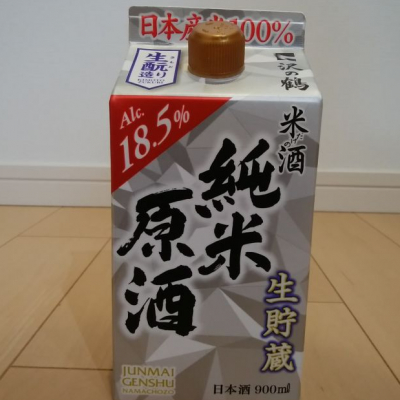 日本産米100%
沢の鶴
生酛造り
米だけの酒
Alc.
18.5%
純米
原酒
生貯蔵
JUNMAI
GENSHU
NAMACHOZO
日本酒 900ml